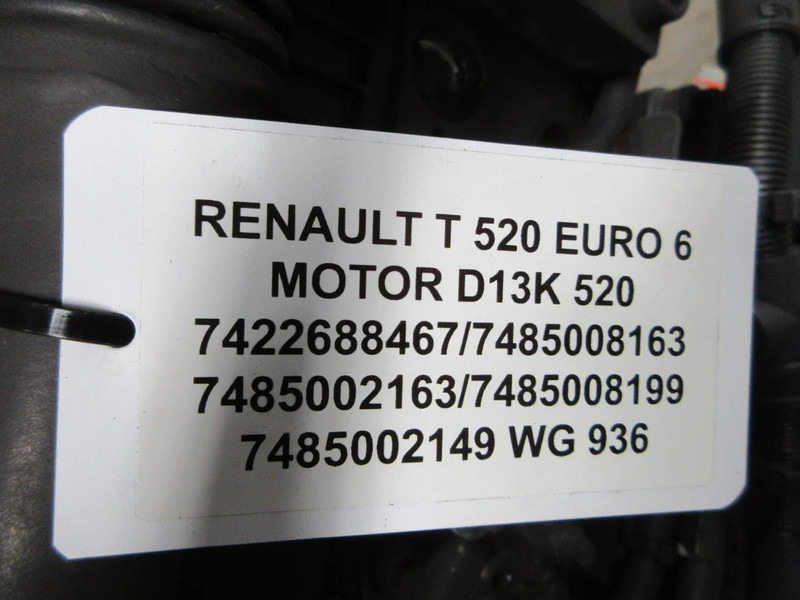 RENAULT T 520 EURO 6
MOTOR D13K 520
7422688467/7485008163
7485002163/7485008199
7485002149 WG 936